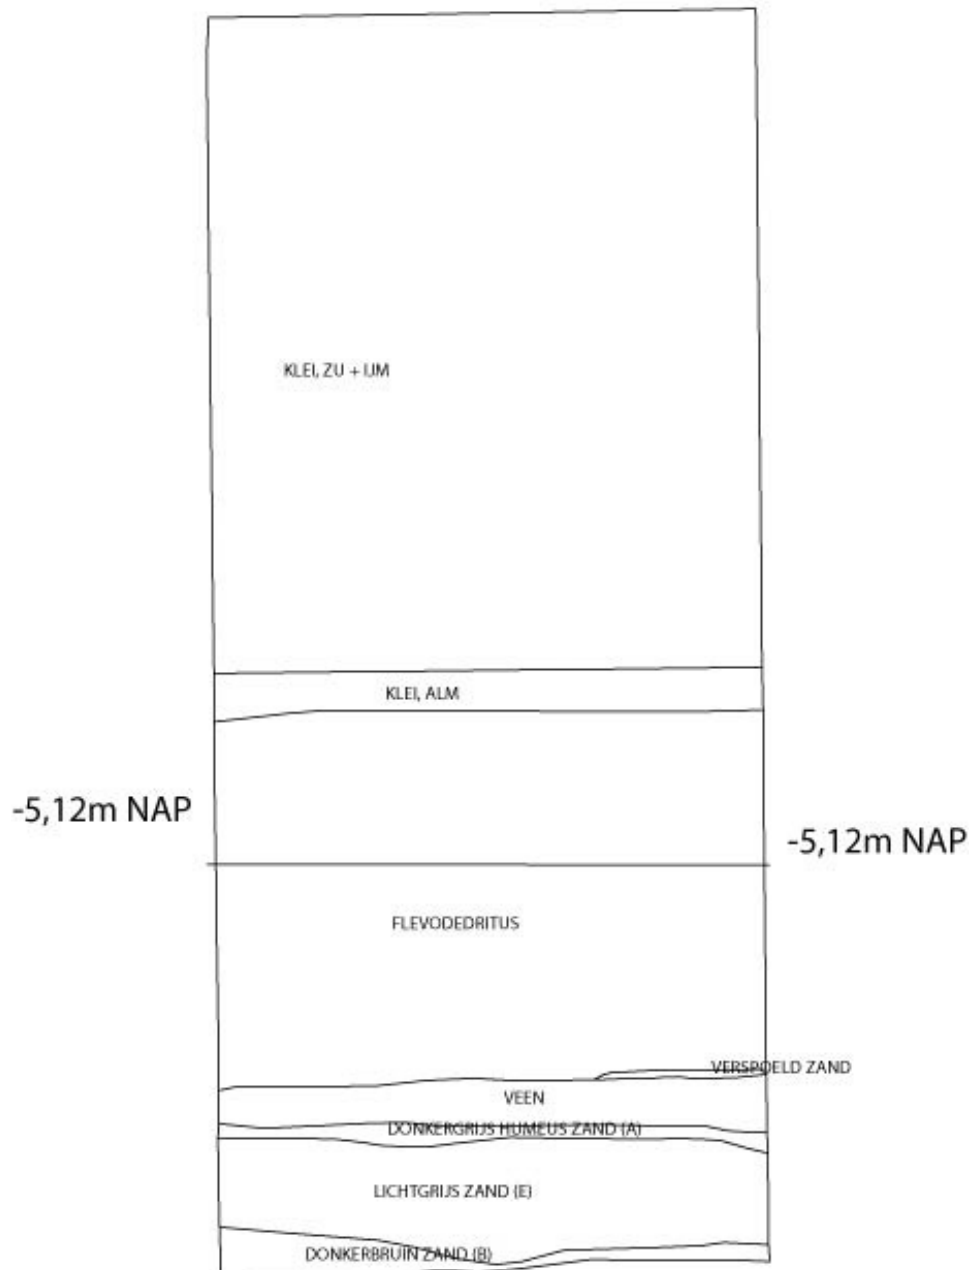 KLEI, ZU + IJM
KLEI, ALM
-5,12m NAP
-5,12m NAP
FLEVODEDRITUS
VERSPOELD ZAND
VEEN
DONKERGRIJS HUMEUS ZAND (A)
LICHTGRIJS ZAND (E)
DONKERBRUIN ZAND (B)